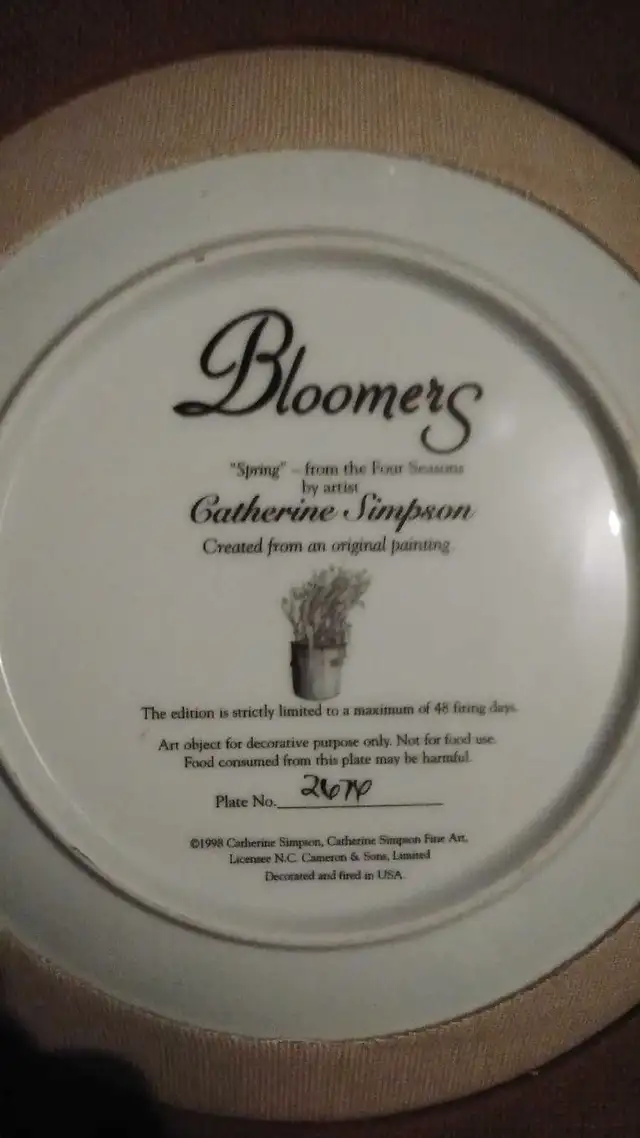 Bloomers
"Spring" – from the Four Seasons
by artist
Catherine Simpson
Created from an original painting
The edition is strictly limited to a maximum of 48 firing days.
Art object for decorative purpose only. Not for food use.
Food consumed from this plate may be harmful.
Plate No.
©1998 Catherine Simpson, Catherine Simpson Fine Art,
Licensee N.C. Cameron & Sons, Limited
Decorated and fired in USA.